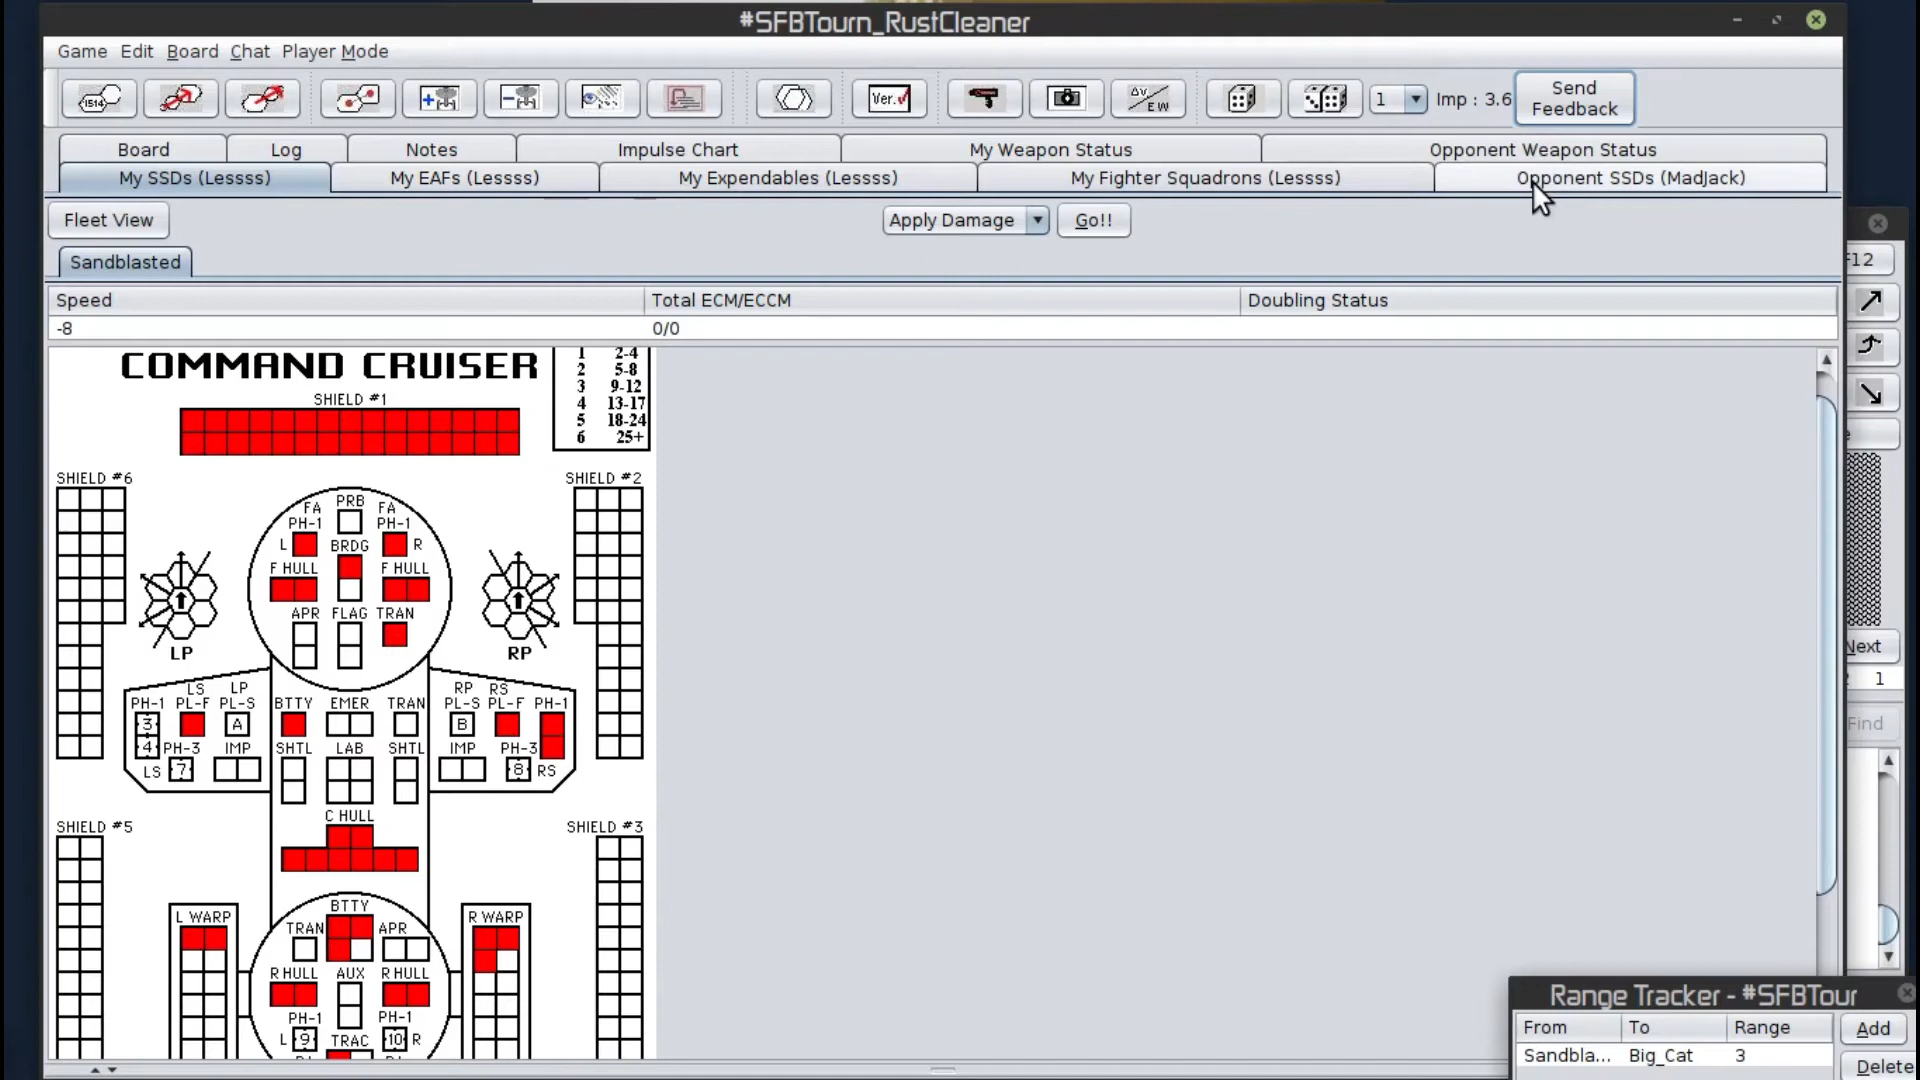 #SFBTourn_RustCleaner
Game Edit Board Chat Player Mode
1514 Ver. ΔV/EW 1 Imp : 3.6 Send Feedback
Board Log Notes Impulse Chart My Weapon Status Opponent Weapon Status
My SSDs (Lessss) My EAFs (Lessss) My Expendables (Lessss) My Fighter Squadrons (Lessss) Opponent SSDs (MadJack)
Fleet View Apply Damage Go!!
F12
Sandblasted
Speed Total ECM/ECCM Doubling Status
-8 0/0
COMMAND CRUISER
1 2-4
2 5-8
3 9-12
4 13-17
5 18-24
6 25+
SHIELD #1
SHIELD #6 SHIELD #2
FA PRB FA
PH-1 PH-1
L BRDG R
F HULL F HULL
APR FLAG TRAN
LP RP
LS LP RP RS
PH-1 PL-F PL-S BTTY EMER TRAN PL-S PL-F PH-1
3 A B
4 PH-3 IMP SHTL LAB SHTL IMP PH-3
LS 7 8 RS
C HULL
SHIELD #5 SHIELD #3
BTTY
L WARP TRAN APR R WARP
R HULL AUX R HULL
PH-1 PH-1
L 9 TRAC 10 R
Next
1
Find
Range Tracker - #SFBTour
From To Range Add
Sandbla... Big_Cat 3
Delete